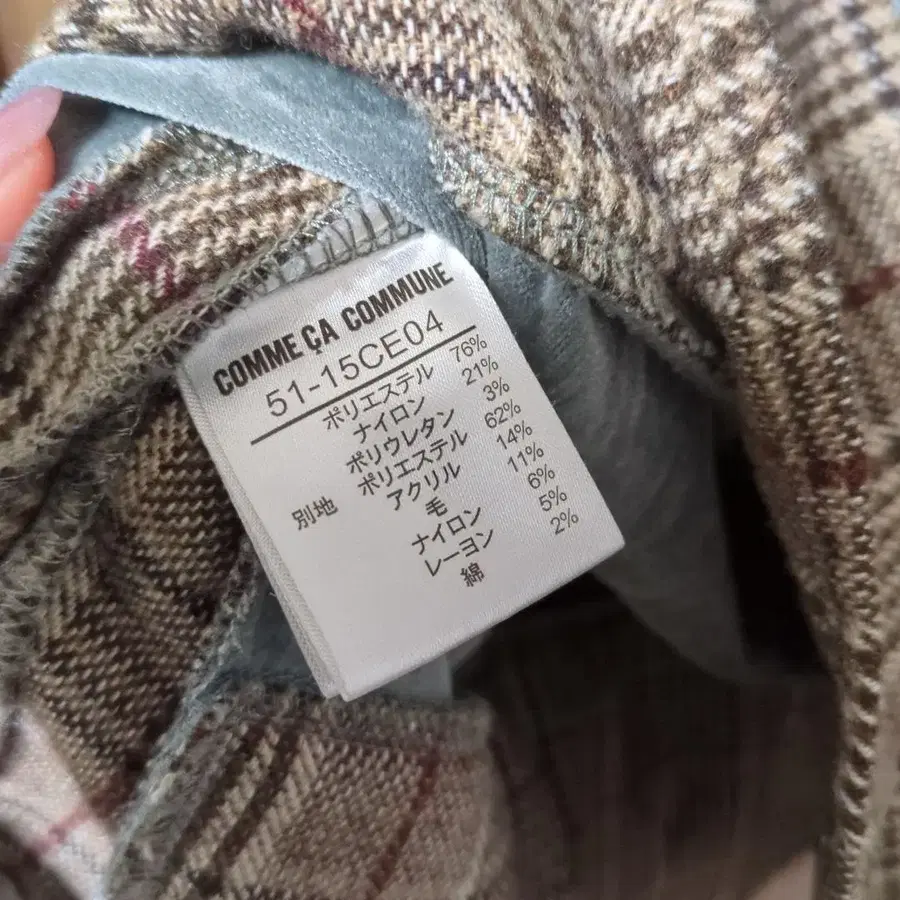 COMME ÇA COMMUNE
51-15CE04
ポリエステル 76%
ナイロン 21%
ポリウレタン 3%
別地 ポリエステル 62%
アクリル 14%
毛 11%
ナイロン 6%
レーヨン 5%
綿 2%